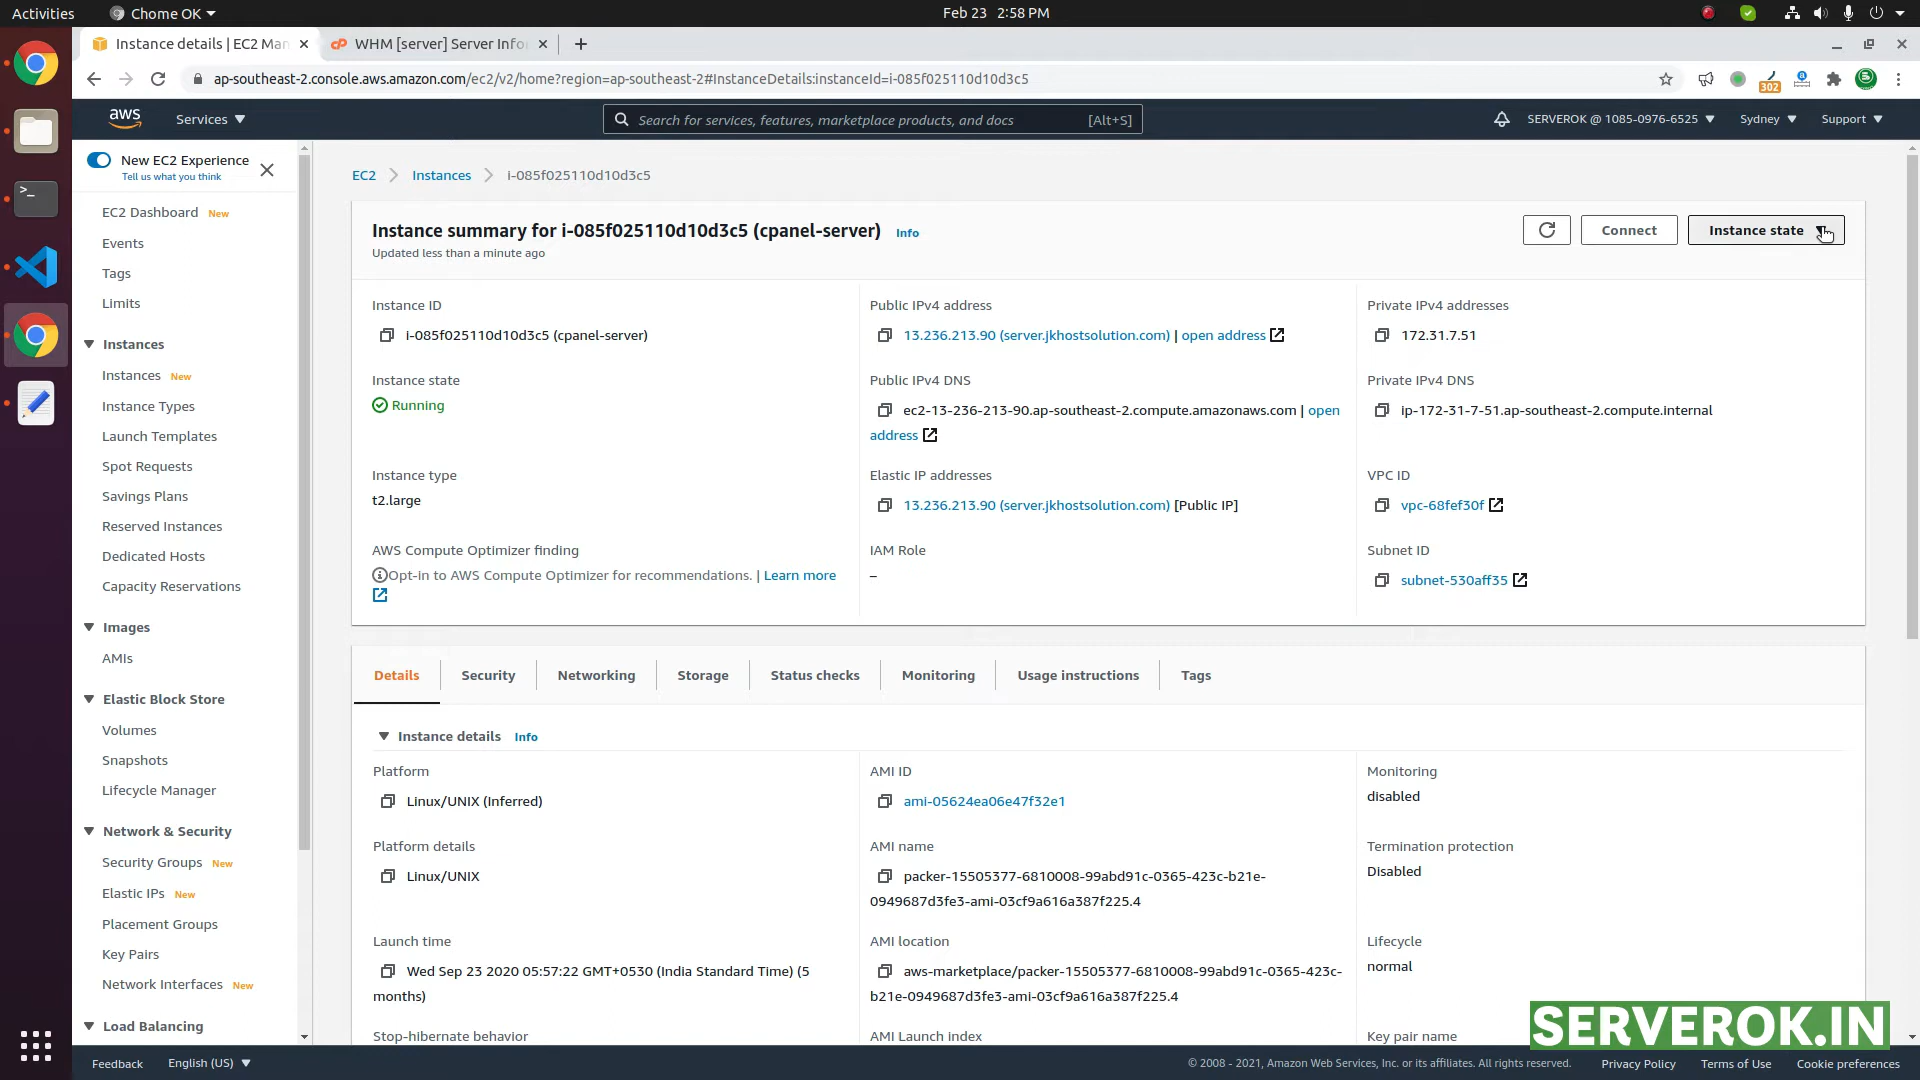 Activities
Chome OK
Feb 23 2:58 PM
Instance details | EC2 Man
WHM [server] Server Info
ap-southeast-2.console.aws.amazon.com/ec2/v2/home?region=ap-southeast-2#InstanceDetails:instanceId=i-085f025110d10d3c5
302
aws
Services
Search for services, features, marketplace products, and docs
[Alt+S]
SERVEROK @ 1085-0976-6525
Sydney
Support
New EC2 Experience
Tell us what you think
EC2 Dashboard New
Events
Tags
Limits
Instances
Instances New
Instance Types
Launch Templates
Spot Requests
Savings Plans
Reserved Instances
Dedicated Hosts
Capacity Reservations
Images
AMIs
Elastic Block Store
Volumes
Snapshots
Lifecycle Manager
Network & Security
Security Groups New
Elastic IPs New
Placement Groups
Key Pairs
Network Interfaces New
Load Balancing
EC2 > Instances > i-085f025110d10d3c5
Instance summary for i-085f025110d10d3c5 (cpanel-server) Info
Updated less than a minute ago
Connect
Instance state
Instance ID
i-085f025110d10d3c5 (cpanel-server)
Public IPv4 address
13.236.213.90 (server.jkhostsolution.com) | open address
Private IPv4 addresses
172.31.7.51
Instance state
Running
Public IPv4 DNS
ec2-13-236-213-90.ap-southeast-2.compute.amazonaws.com | open
address
Private IPv4 DNS
ip-172-31-7-51.ap-southeast-2.compute.internal
Instance type
t2.large
Elastic IP addresses
13.236.213.90 (server.jkhostsolution.com) [Public IP]
VPC ID
vpc-68fef30f
AWS Compute Optimizer finding
Opt-in to AWS Compute Optimizer for recommendations. | Learn more
IAM Role
–
Subnet ID
subnet-530aff35
Details
Security
Networking
Storage
Status checks
Monitoring
Usage instructions
Tags
Instance details Info
Platform
Linux/UNIX (Inferred)
AMI ID
ami-05624ea06e47f32e1
Monitoring
disabled
Platform details
Linux/UNIX
AMI name
packer-15505377-6810008-99abd91c-0365-423c-b21e-
0949687d3fe3-ami-03cf9a616a387f225.4
Termination protection
Disabled
Launch time
Wed Sep 23 2020 05:57:22 GMT+0530 (India Standard Time) (5
months)
AMI location
aws-marketplace/packer-15505377-6810008-99abd91c-0365-423c-
b21e-0949687d3fe3-ami-03cf9a616a387f225.4
Lifecycle
normal
Stop-hibernate behavior
AMI Launch index
Key pair name
SERVEROK.IN
Feedback
English (US)
© 2008 - 2021, Amazon Web Services, Inc. or its affiliates. All rights reserved.
Privacy Policy
Terms of Use
Cookie preferences